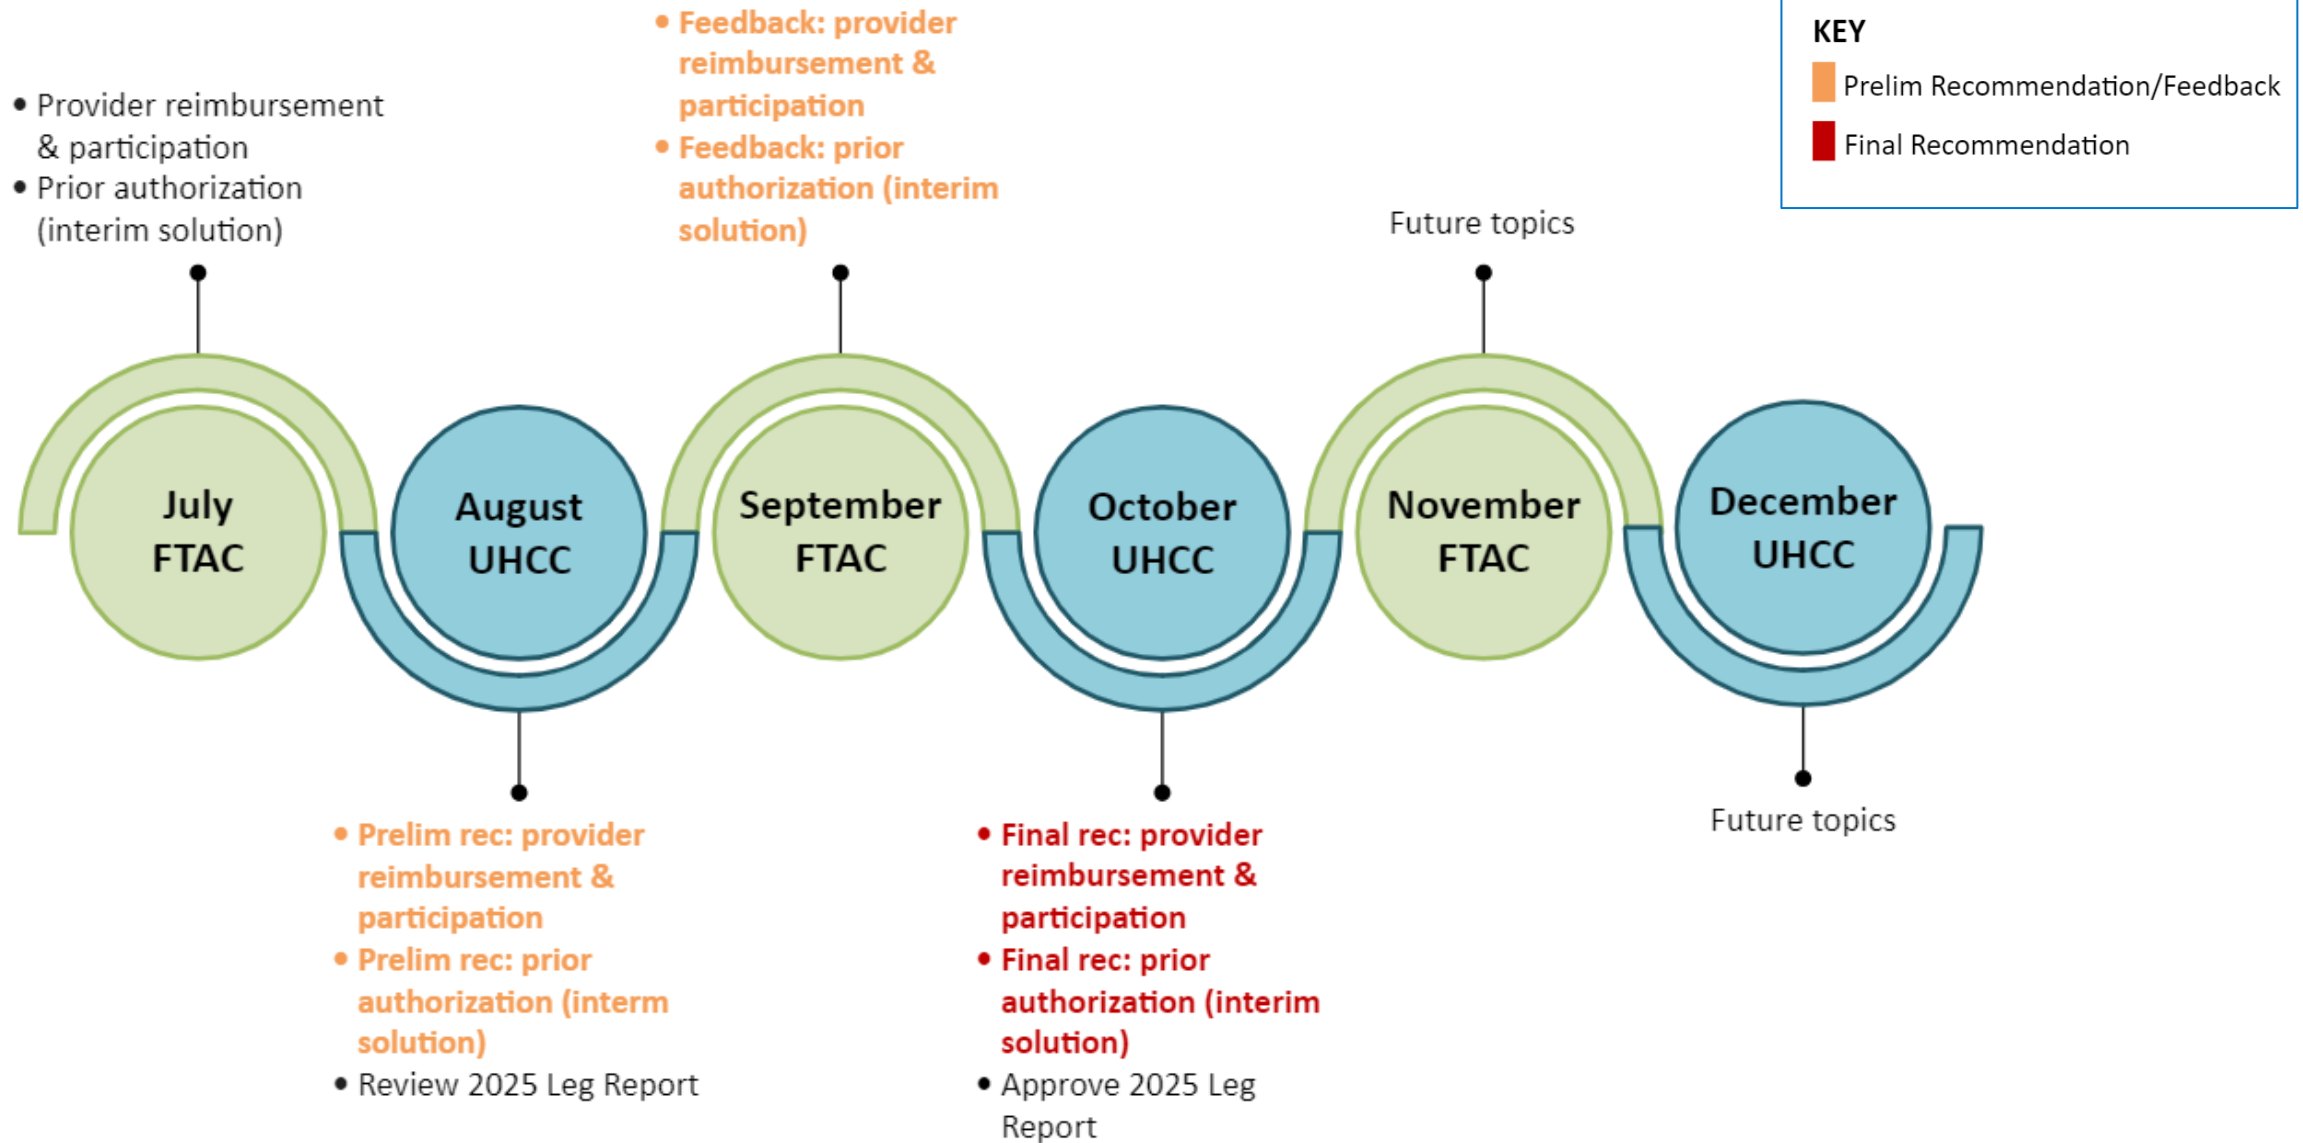 • Feedback: provider
reimbursement &
participation
• Feedback: prior
authorization (interim
solution)
KEY
Prelim Recommendation/Feedback
Final Recommendation
• Provider reimbursement
& participation
• Prior authorization
(interim solution)
Future topics
July
FTAC
August
UHCC
September
FTAC
October
UHCC
November
FTAC
December
UHCC
• Prelim rec: provider
reimbursement &
participation
• Prelim rec: prior
authorization (interm
solution)
• Review 2025 Leg Report
• Final rec: provider
reimbursement &
participation
• Final rec: prior
authorization (interim
solution)
• Approve 2025 Leg
Report
Future topics